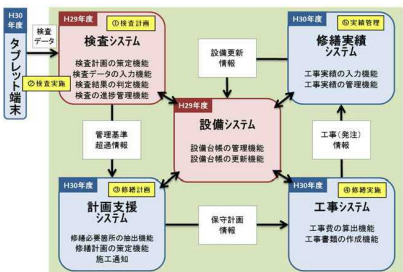 H30
年度
タブレット端末
検査
データ
②検査実施
H29年度
①検査計画
検査システム
検査計画の策定機能
検査データの入力機能
検査結果の判定機能
検査の進捗管理機能
設備更新
情報
H30年度
⑤実績管理
修繕実績
システム
工事実績の入力機能
工事実績の管理機能
管理基準
超過情報
H29年度
設備システム
設備台帳の管理機能
設備台帳の更新機能
工事(発注)
情報
H30年度
③修繕計画
計画支援
システム
修繕必要箇所の抽出機能
修繕計画の策定機能
施工通知
保守計画
情報
H30年度
④修繕実施
工事システム
工事費の算出機能
工事書類の作成機能